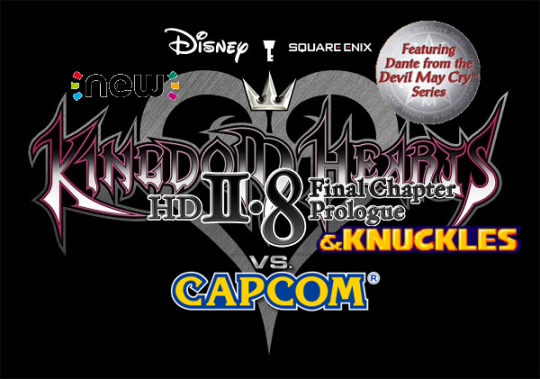 Disney
SQUARE ENIX
Featuring
Dante from the
Devil May Cry™
Series
new
KINGDOM HEARTS
HD II.8
Final Chapter
Prologue
&KNUCKLES
VS.
CAPCOM®